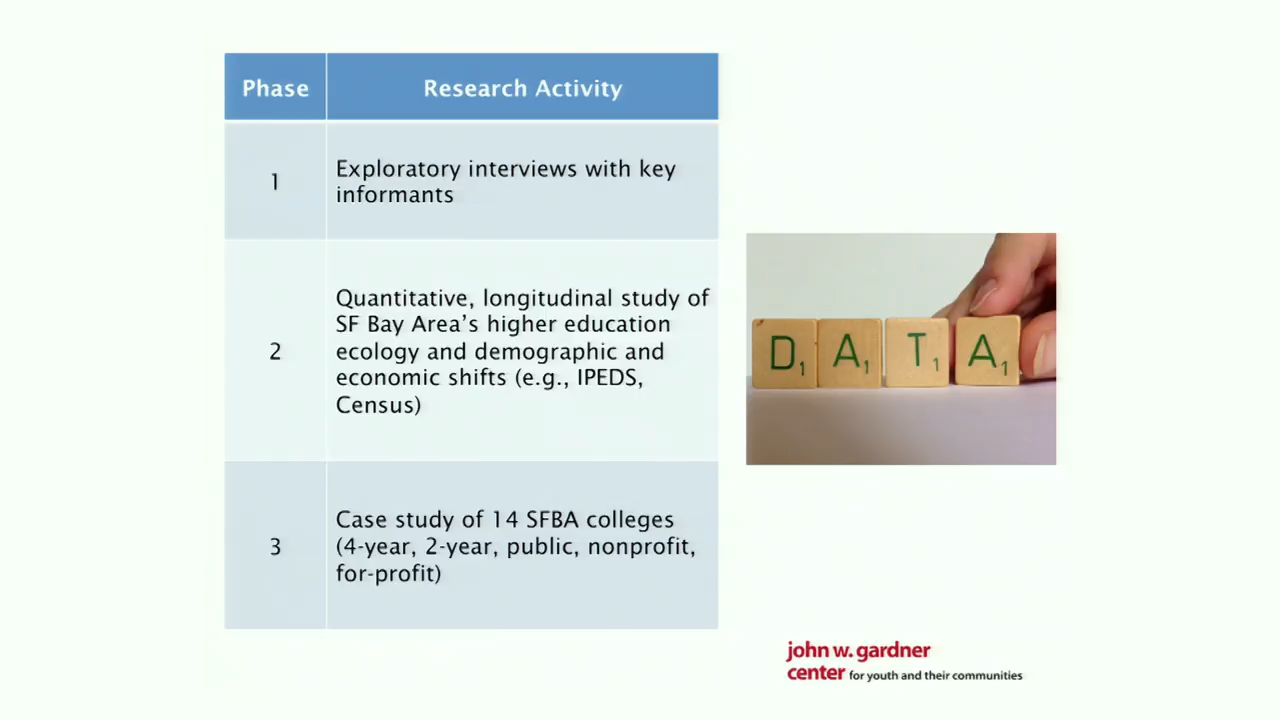 Phase
Research Activity
1
Exploratory interviews with key
informants
2
Quantitative, longitudinal study of
SF Bay Area's higher education
ecology and demographic and
economic shifts (e.g., IPEDS,
Census)
3
Case study of 14 SFBA colleges
(4-year, 2-year, public, nonprofit,
for-profit)
D1 A1 T1 A1
john w. gardner
center for youth and their communities